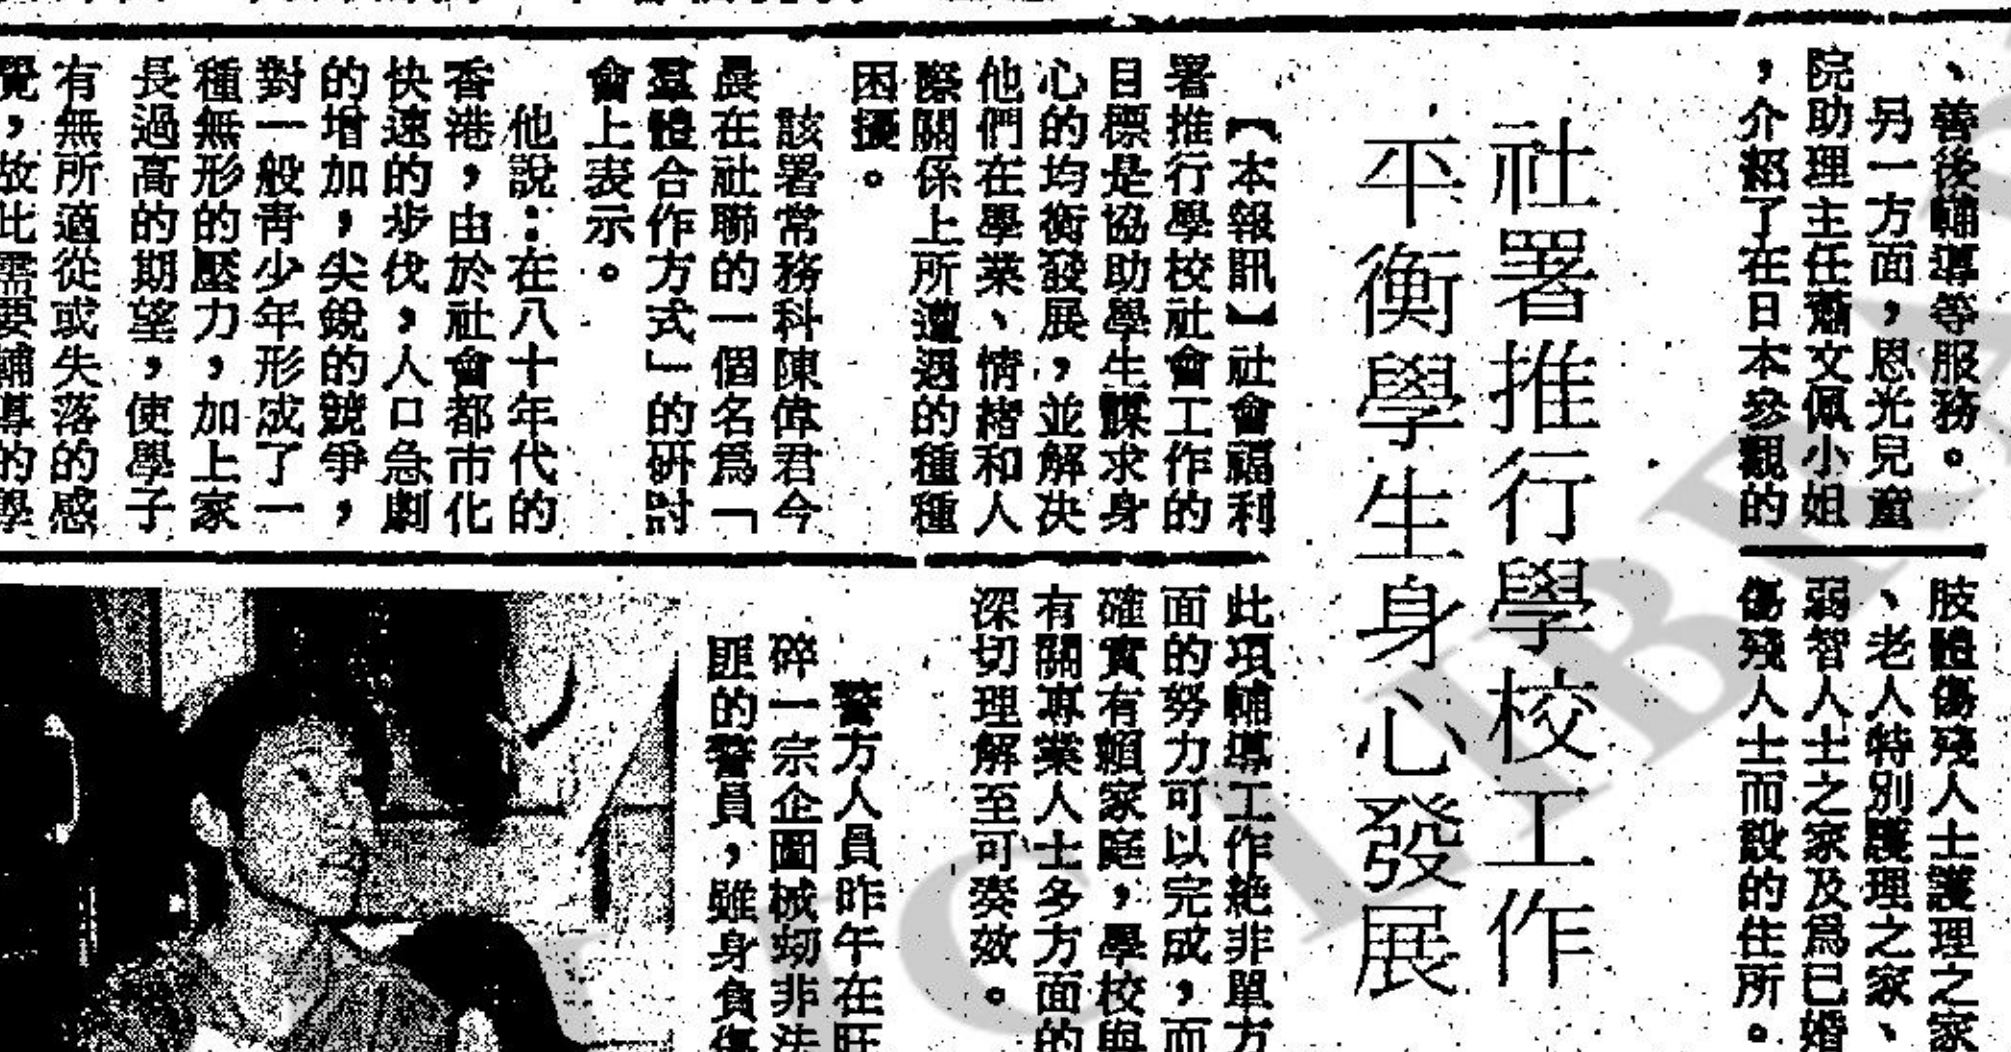 、善後輔導等服務。
另一方面，恩光兒童
院助理主任蕭文佩小姐
，介紹了在日本參觀的
肢體傷殘人士護理之家
、老人特別護理之家、
弱智人士之家及爲已婚
傷殘人士而設的住所。
社署推行學校工作
平衡學生身心發展
【本報訊】社會福利
署推行學校社會工作的
目標是協助學生謀求身
心的均衡發展，並解決
他們在學業、情緒和人
際關係上所遭遇的種種
困擾。
該署常務科陳偉君今
晨在社聯的一個名爲「
羣體合作方式」的研討
會上表示。
他說：在八十年代的
香港，由於社會都市化
快速的步伐，人口急劇
的增加，尖銳的競爭，
對一般青少年形成了一
種無形的壓力，加上家
長過高的期望，使學子
有無所適從或失落的感
覺，故此需要輔導的學
此項輔導工作絕非單方
面的努力可以完成，而
確實有賴家庭，學校與
有關專業人士多方面的
深切理解至可奏效。
警方人員昨午在旺
碎一宗企圖械刼非法
匪的警員，雖身負傷
LIBRA